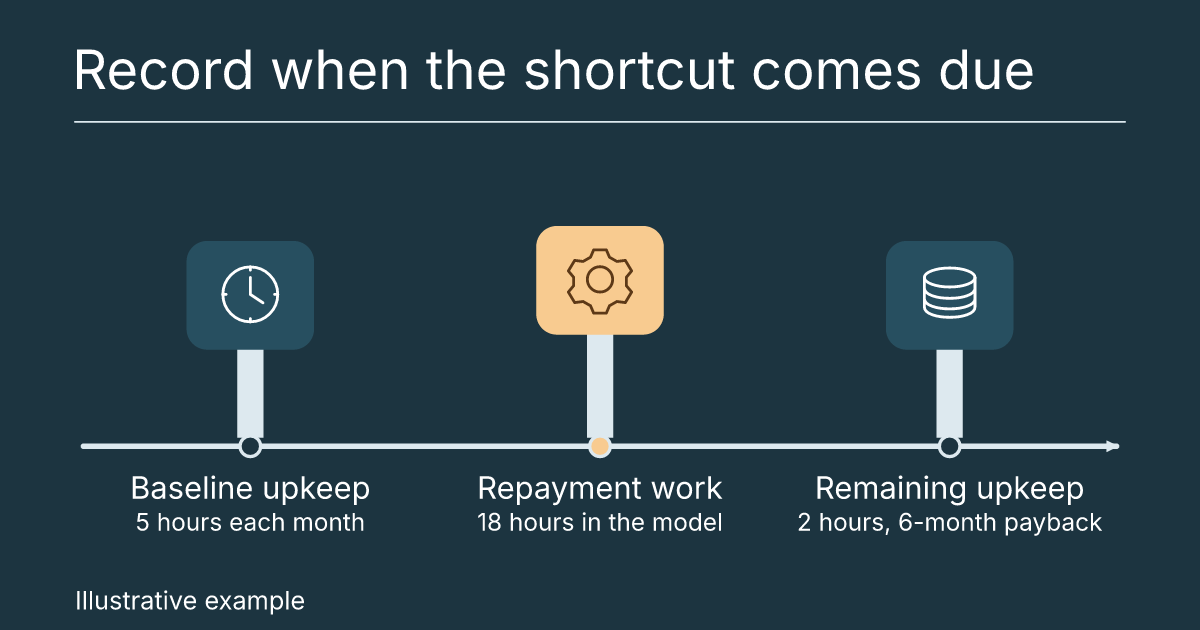 Record when the shortcut comes due
Baseline upkeep
5 hours each month
Repayment work
18 hours in the model
Remaining upkeep
2 hours, 6-month payback
Illustrative example